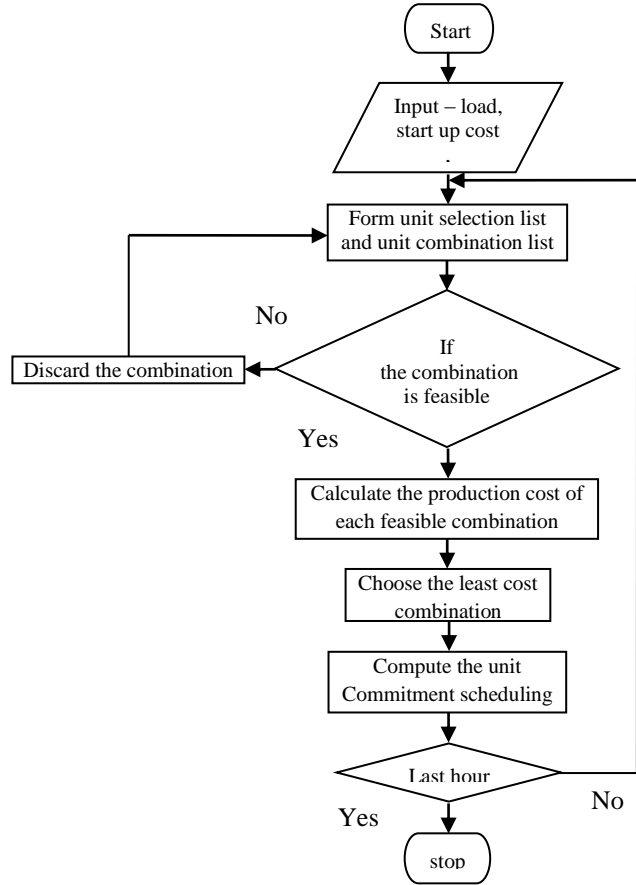 Start
Input – load,
start up cost
.
Form unit selection list
and unit combination list
No
If
the combination
is feasible
Discard the combination
Yes
Calculate the production cost of
each feasible combination
Choose the least cost
combination
Compute the unit
Commitment scheduling
Last hour
No
Yes
stop